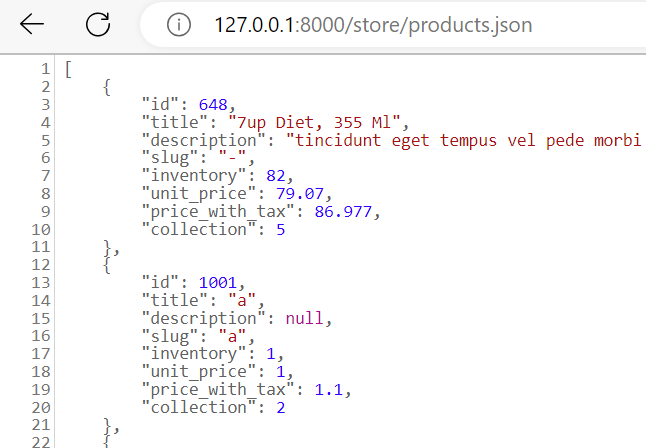 127.0.0.1:8000/store/products.json
1 [
2 {
3 "id": 648,
4 "title": "7up Diet, 355 Ml",
5 "description": "tincidunt eget tempus vel pede morbi
6 "slug": "-",
7 "inventory": 82,
8 "unit_price": 79.07,
9 "price_with_tax": 86.977,
10 "collection": 5
11 },
12 {
13 "id": 1001,
14 "title": "a",
15 "description": null,
16 "slug": "a",
17 "inventory": 1,
18 "unit_price": 1,
19 "price_with_tax": 1.1,
20 "collection": 2
21 },
22 {